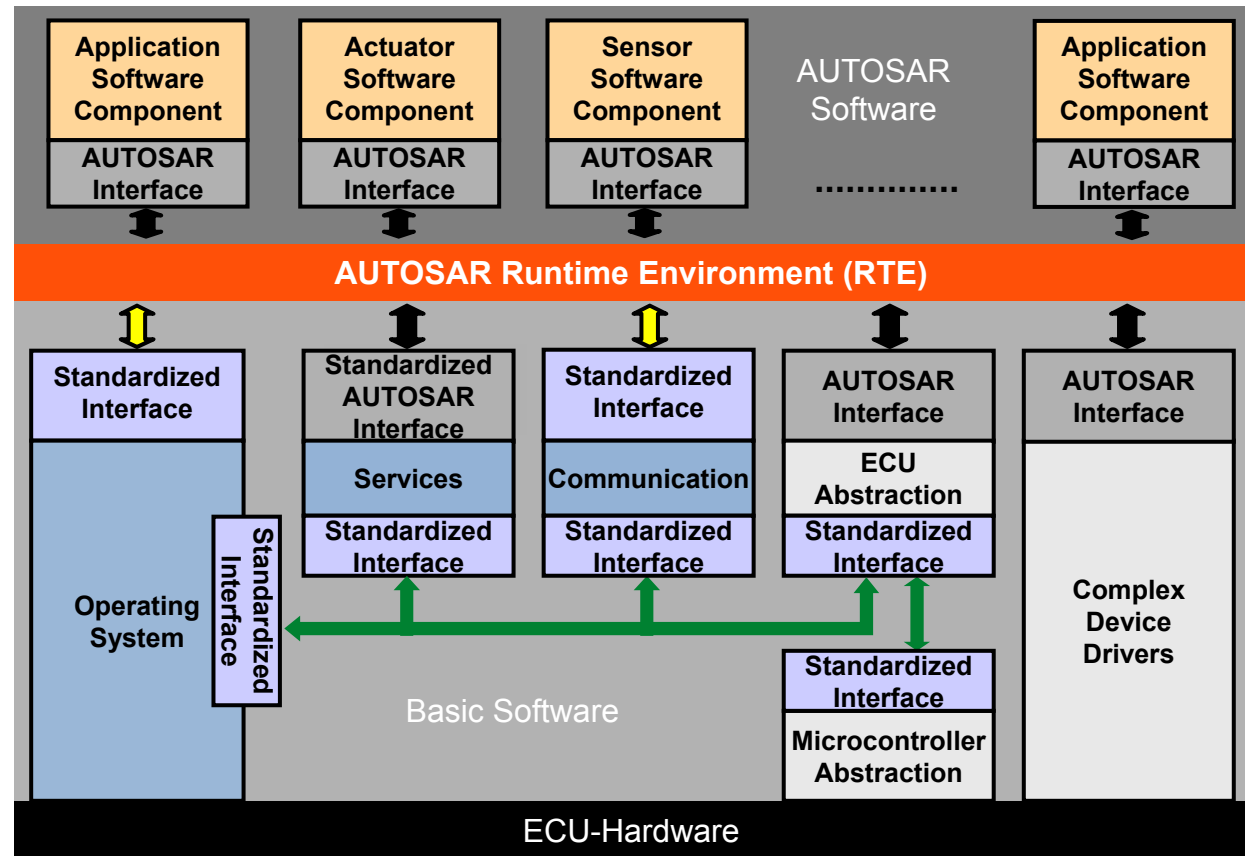 Application
Software
Component
AUTOSAR
Interface
Actuator
Software
Component
AUTOSAR
Interface
Sensor
Software
Component
AUTOSAR
Interface
AUTOSAR
Software
..............
Application
Software
Component
AUTOSAR
Interface
AUTOSAR Runtime Environment (RTE)
Standardized
Interface
Operating
System
Standardized
Interface
Standardized
AUTOSAR
Interface
Services
Standardized
Interface
Standardized
Interface
Communication
Standardized
Interface
AUTOSAR
Interface
ECU
Abstraction
Standardized
Interface
Standardized
Interface
Microcontroller
Abstraction
AUTOSAR
Interface
Complex
Device
Drivers
Basic Software
ECU-Hardware